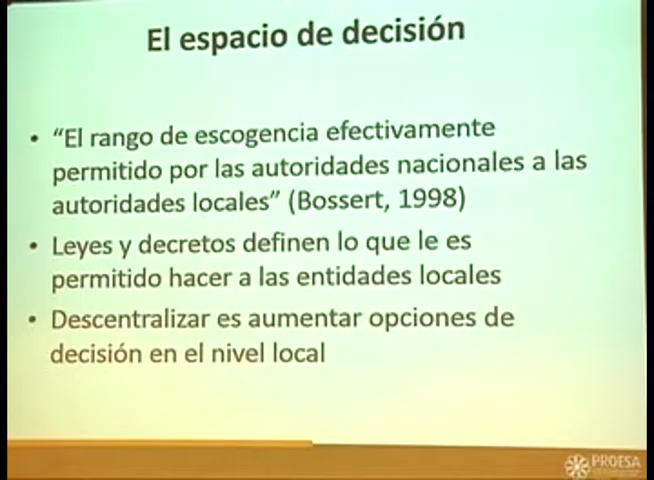 El espacio de decisión
• “El rango de escogencia efectivamente
permitido por las autoridades nacionales a las
autoridades locales” (Bossert, 1998)
• Leyes y decretos definen lo que le es
permitido hacer a las entidades locales
• Descentralizar es aumentar opciones de
decisión en el nivel local
PROESA